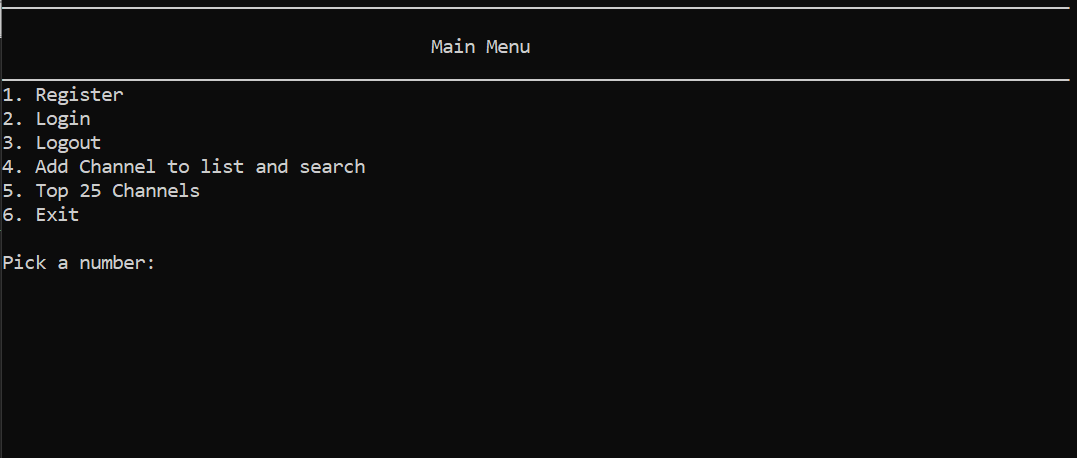 Main Menu
1. Register
2. Login
3. Logout
4. Add Channel to list and search
5. Top 25 Channels
6. Exit
Pick a number: